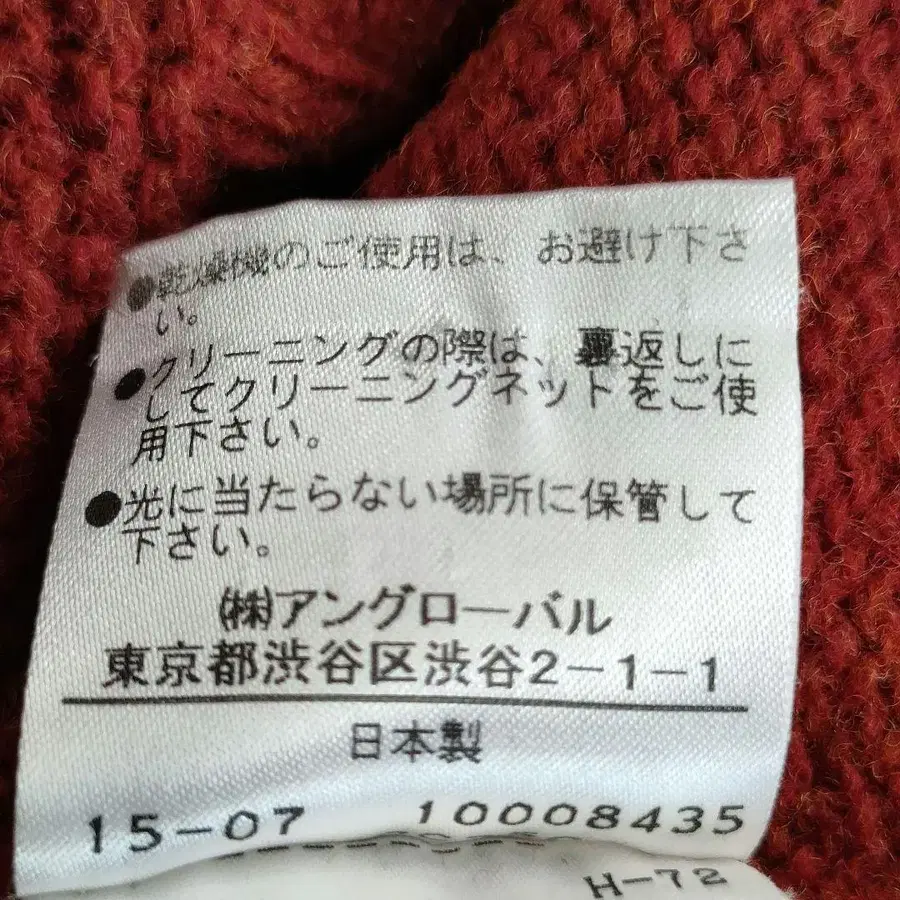 ●乾燥機のご使用は、お避け下さ
い。
●クリーニングの際は、裏返しに
してクリーニングネットをご使
用下さい。
●光に当たらない場所に保管して
下さい。
㈱アングローバル
東京都渋谷区渋谷2-1-1
日本製
15-07 10008435
H-72